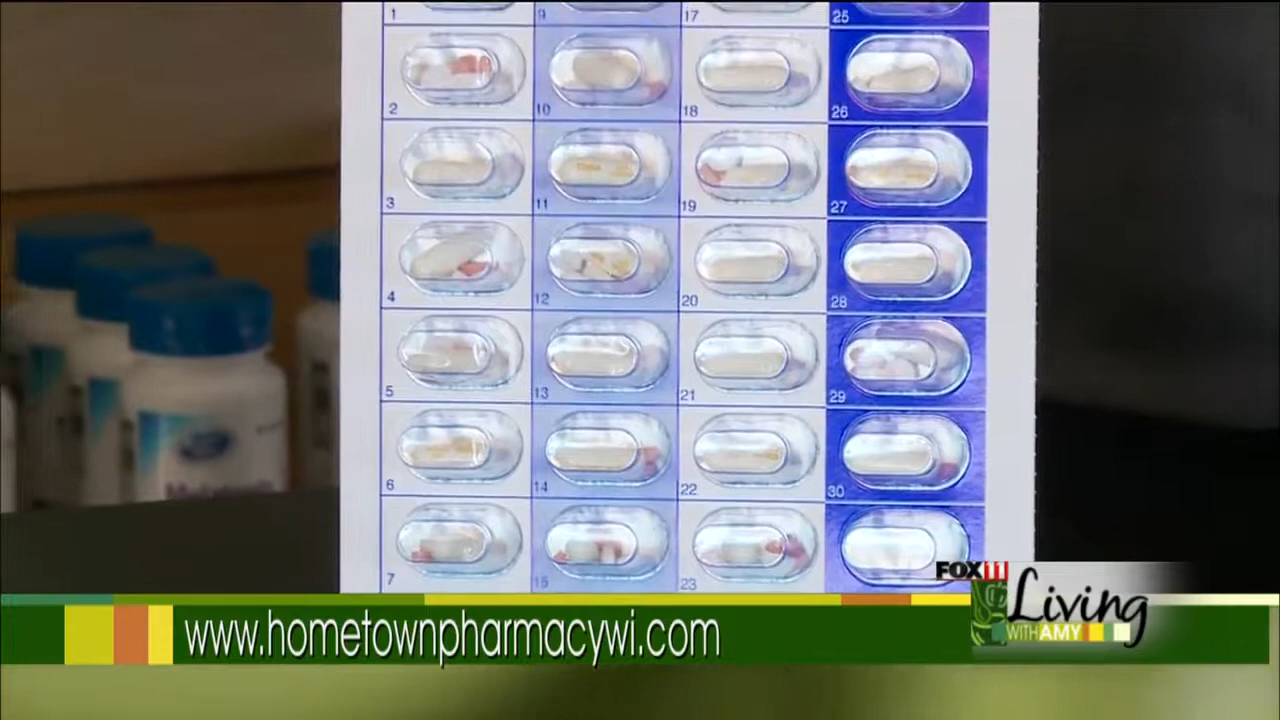 1 9 17 25
2 10 18 26
3 11 19 27
4 12 20 28
5 13 21 29
6 14 22 30
7 15 23
www.hometownpharmacywi.com
FOX 11
Living
WITH AMY